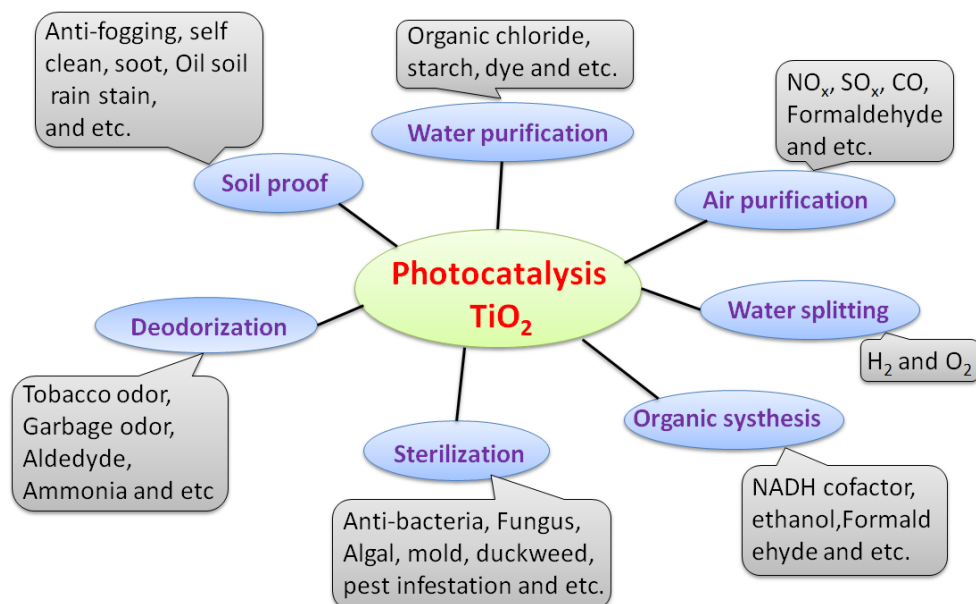 Anti-fogging, self
clean, soot, Oil soil
rain stain,
and etc.
Organic chloride,
starch, dye and etc.
NOₓ, SOₓ, CO,
Formaldehyde
and etc.
Water purification
Soil proof
Air purification
Photocatalysis
TiO₂
Deodorization
Water splitting
H₂ and O₂
Tobacco odor,
Garbage odor,
Aldedyde,
Ammonia and etc
Organic systhesis
Sterilization
NADH cofactor,
ethanol,Formald
ehyde and etc.
Anti-bacteria, Fungus,
Algal, mold, duckweed,
pest infestation and etc.